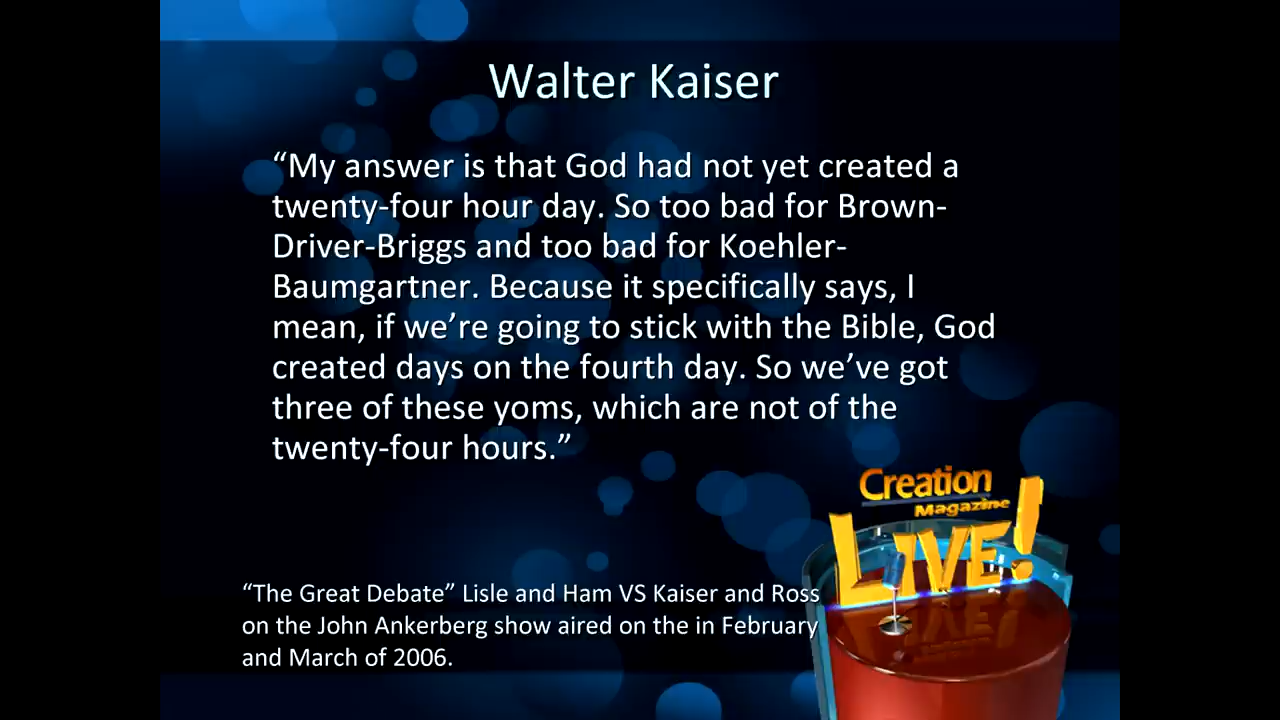 Walter Kaiser
“My answer is that God had not yet created a
twenty-four hour day. So too bad for Brown-
Driver-Briggs and too bad for Koehler-
Baumgartner. Because it specifically says, I
mean, if we’re going to stick with the Bible, God
created days on the fourth day. So we’ve got
three of these yoms, which are not of the
twenty-four hours.”
Creation
Magazine
LIVE!
“The Great Debate” Lisle and Ham VS Kaiser and Ross
on the John Ankerberg show aired on the in February
and March of 2006.